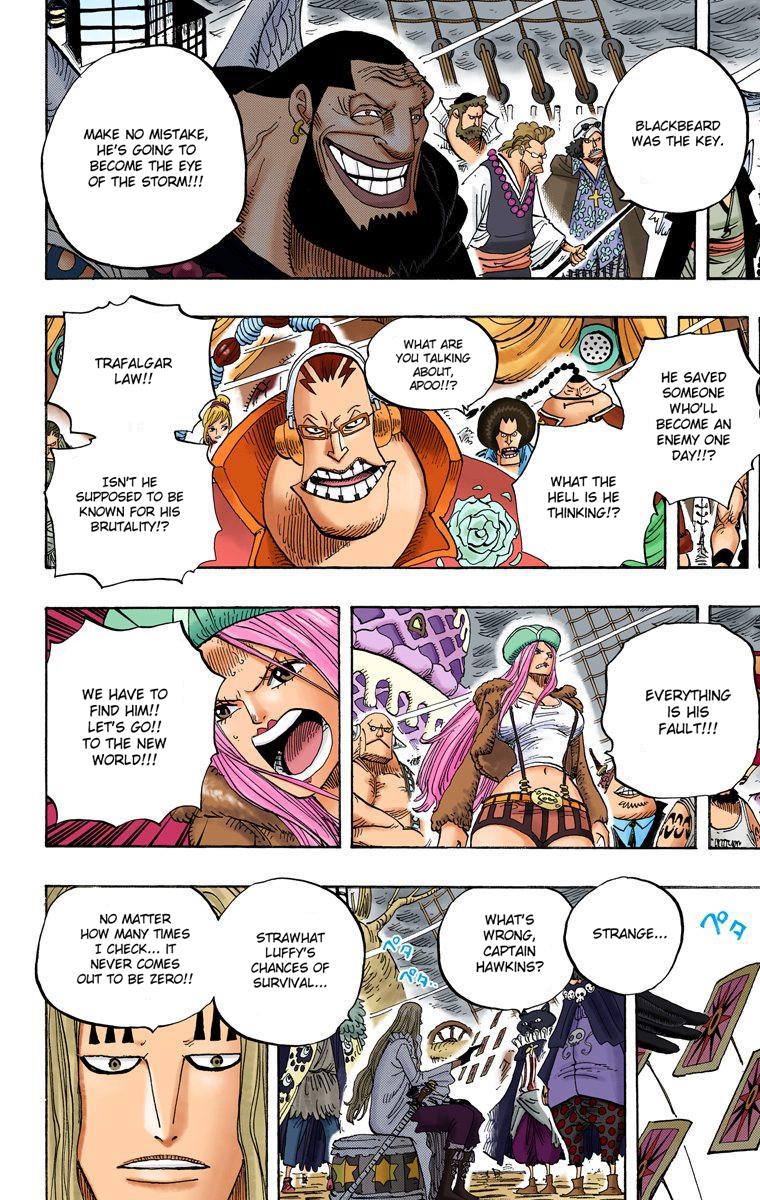 BLACKBEARD
WAS THE KEY.
MAKE NO MISTAKE,
HE'S GOING TO
BECOME THE EYE
OF THE STORM!!!
HE SAVED
SOMEONE
WHO'LL
BECOME AN
ENEMY ONE
DAY!!?
WHAT
THE HELL IS HE
THINKING!?
WHAT ARE
YOU TALKING
ABOUT,
APOO!!?
TRAFALGAR
LAW!!
ISN'T HE
SUPPOSED TO BE
KNOWN FOR HIS
BRUTALITY!?
EVERYTHING
IS HIS
FAULT!!!
WE HAVE TO
FIND HIM!!
LET'S GO!!
TO THE NEW
WORLD!!!
ペタ
STRANGE...
WHAT'S
WRONG,
CAPTAIN
HAWKINS?
ペタ
ペタ..
STRAWHAT
LUFFY'S
CHANCES OF
SURVIVAL...
NO MATTER
HOW MANY TIMES
I CHECK... IT
NEVER COMES
OUT TO BE ZERO!!